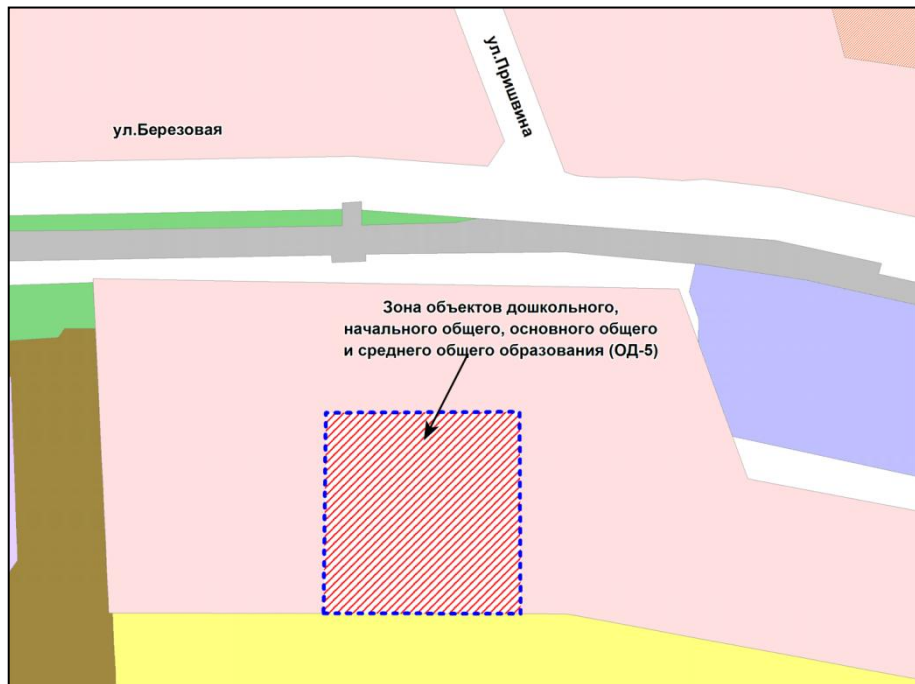 ул.Пришвина
ул.Березовая
Зона объектов дошкольного,
начального общего, основного общего
и среднего общего образования (ОД-5)